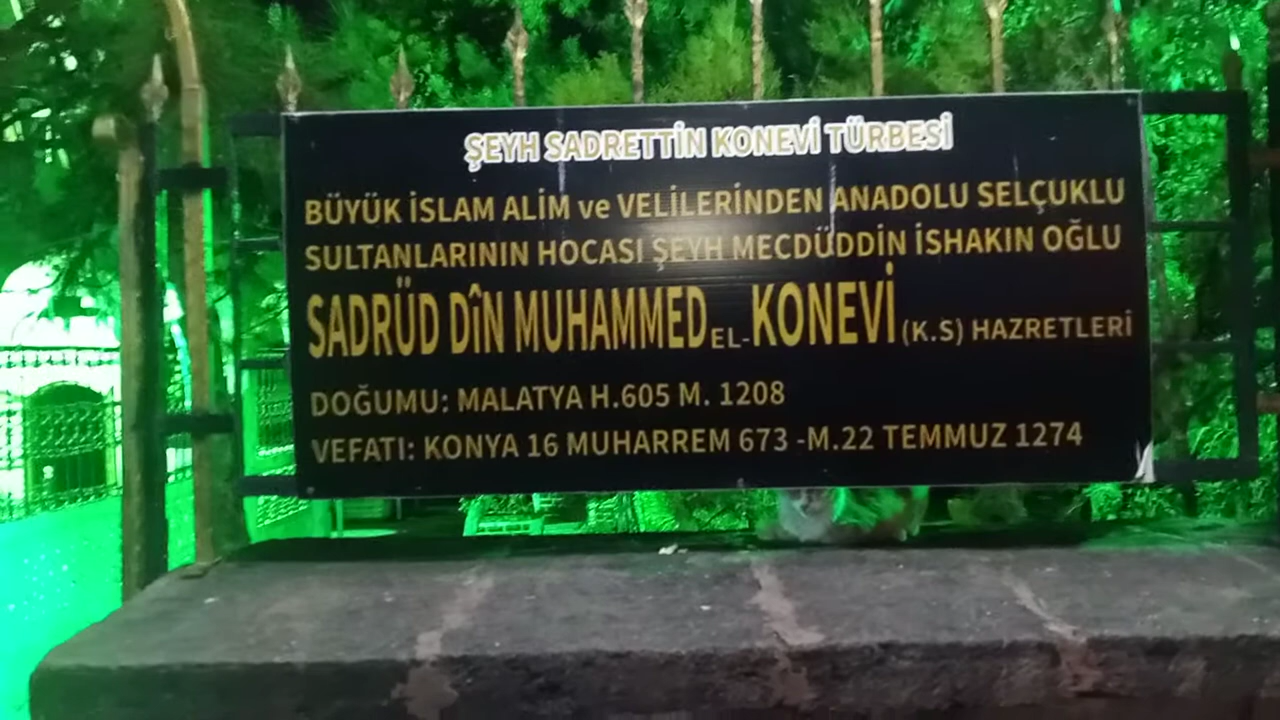 ŞEYH SADRETTİN KONEVİ TÜRBESİ
BÜYÜK İSLAM ALİM ve VELİLERİNDEN ANADOLU SELÇUKLU
SULTANLARININ HOCASI ŞEYH MECDÜDDİN İSHAKIN OĞLU
SADRÜD DÎN MUHAMMED EL-KONEVİ (K.S) HAZRETLERİ
DOĞUMU: MALATYA H.605 M. 1208
VEFATI: KONYA 16 MUHARREM 673 -M.22 TEMMUZ 1274